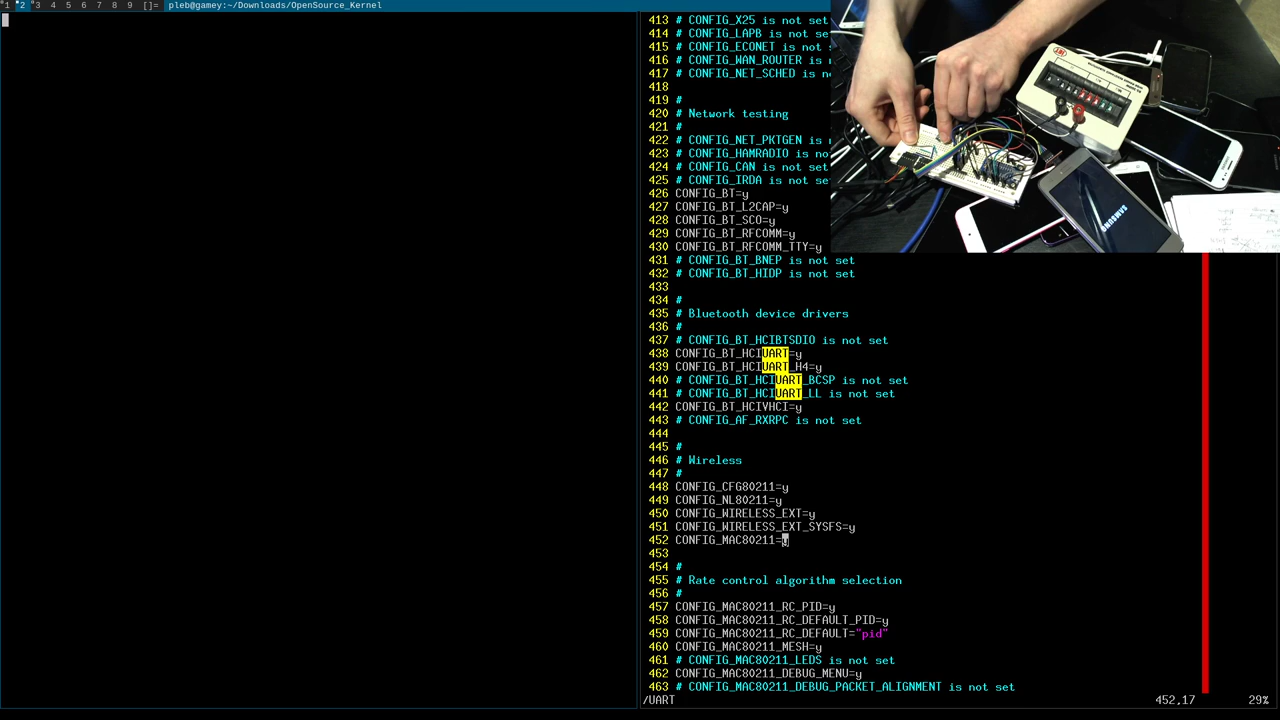 1 2 3 4 5 6 7 8 9 []= pleb@gamey:~/Downloads/OpenSource_Kernel
413 # CONFIG_X25 is not set
414 # CONFIG_LAPB is not se
415 # CONFIG_ECONET is not
416 # CONFIG_WAN_ROUTER is
417 # CONFIG_NET_SCHED is n
418
419 #
420 # Network testing
421 #
422 # CONFIG_NET_PKTGEN is
423 # CONFIG_HAMRADIO is no
424 # CONFIG_CAN is not set
425 # CONFIG_IRDA is not se
426 CONFIG_BT=y
427 CONFIG_BT_L2CAP=y
428 CONFIG_BT_SCO=y
429 CONFIG_BT_RFCOMM=y
430 CONFIG_BT_RFCOMM_TTY=y
431 # CONFIG_BT_BNEP is not set
432 # CONFIG_BT_HIDP is not set
433
434 #
435 # Bluetooth device drivers
436 #
437 # CONFIG_BT_HCIBTSDIO is not set
438 CONFIG_BT_HCIUART=y
439 CONFIG_BT_HCIUART_H4=y
440 # CONFIG_BT_HCIUART_BCSP is not set
441 # CONFIG_BT_HCIUART_LL is not set
442 CONFIG_BT_HCIVHCI=y
443 # CONFIG_AF_RXRPC is not set
444
445 #
446 # Wireless
447 #
448 CONFIG_CFG80211=y
449 CONFIG_NL80211=y
450 CONFIG_WIRELESS_EXT=y
451 CONFIG_WIRELESS_EXT_SYSFS=y
452 CONFIG_MAC80211=y
453
454 #
455 # Rate control algorithm selection
456 #
457 CONFIG_MAC80211_RC_PID=y
458 CONFIG_MAC80211_RC_DEFAULT_PID=y
459 CONFIG_MAC80211_RC_DEFAULT="pid"
460 CONFIG_MAC80211_MESH=y
461 # CONFIG_MAC80211_LEDS is not set
462 CONFIG_MAC80211_DEBUG_MENU=y
463 # CONFIG_MAC80211_DEBUG_PACKET_ALIGNMENT is not set
/UART 452,17 29%
SAMSUNG